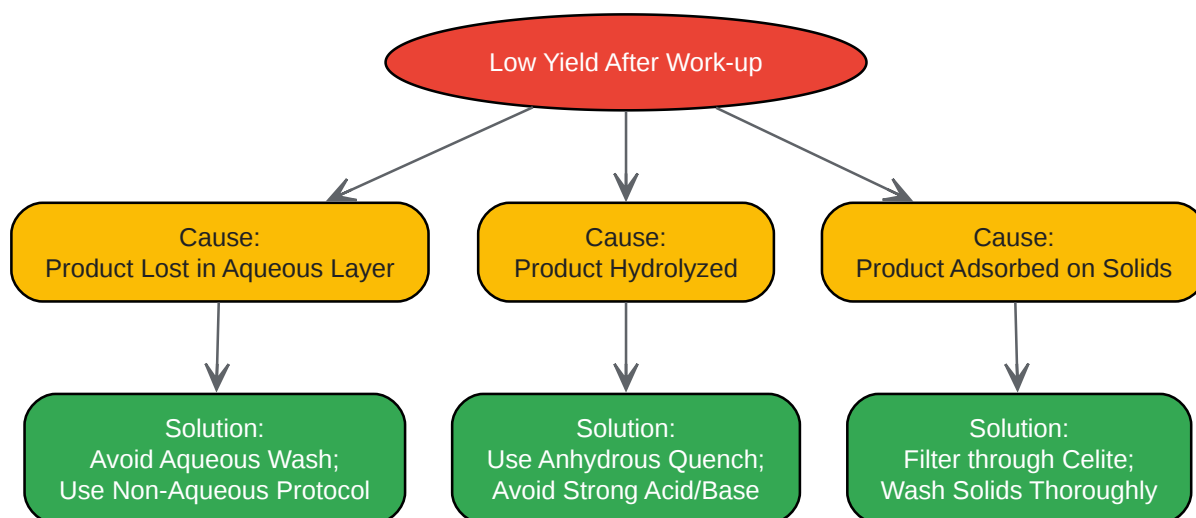 Low Yield After Work-up
Cause:
Product Lost in Aqueous Layer
Cause:
Product Hydrolyzed
Cause:
Product Adsorbed on Solids
Solution:
Avoid Aqueous Wash;
Use Non-Aqueous Protocol
Solution:
Use Anhydrous Quench;
Avoid Strong Acid/Base
Solution:
Filter through Celite;
Wash Solids Thoroughly